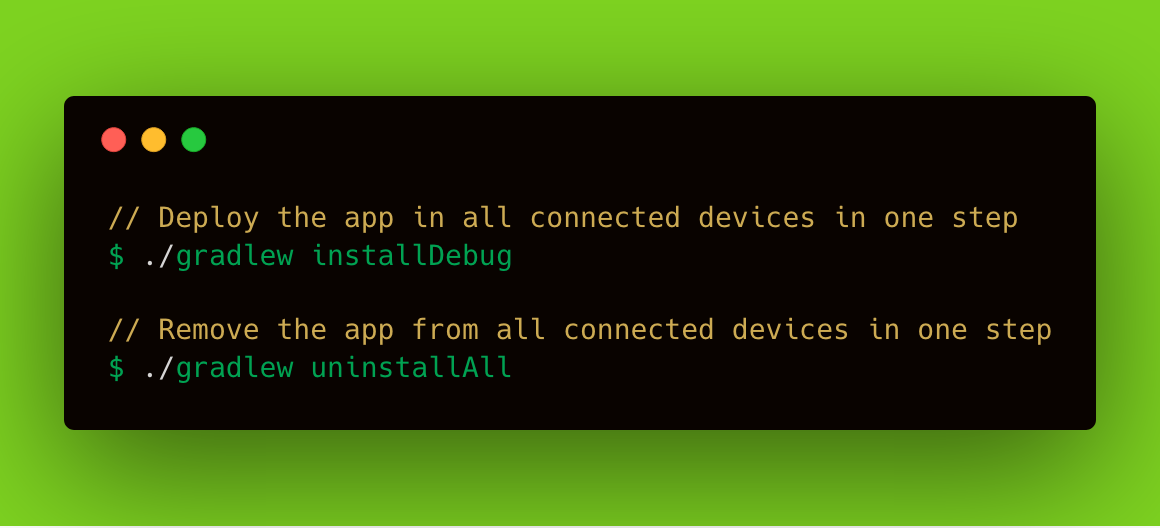 // Deploy the app in all connected devices in one step
$ ./gradlew installDebug
// Remove the app from all connected devices in one step
$ ./gradlew uninstallAll